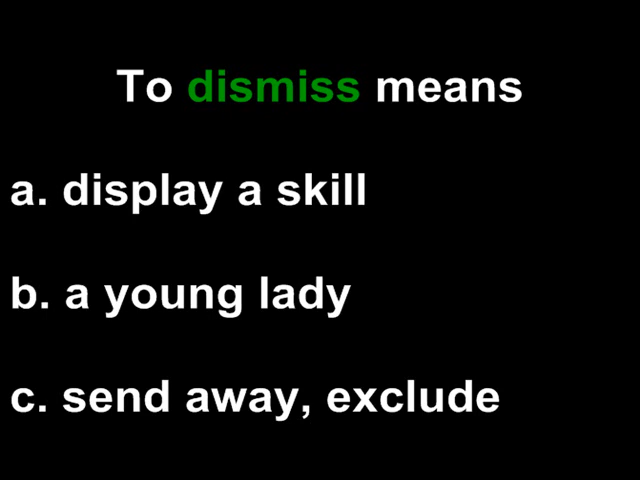 To dismiss means
a. display a skill
b. a young lady
c. send away, exclude